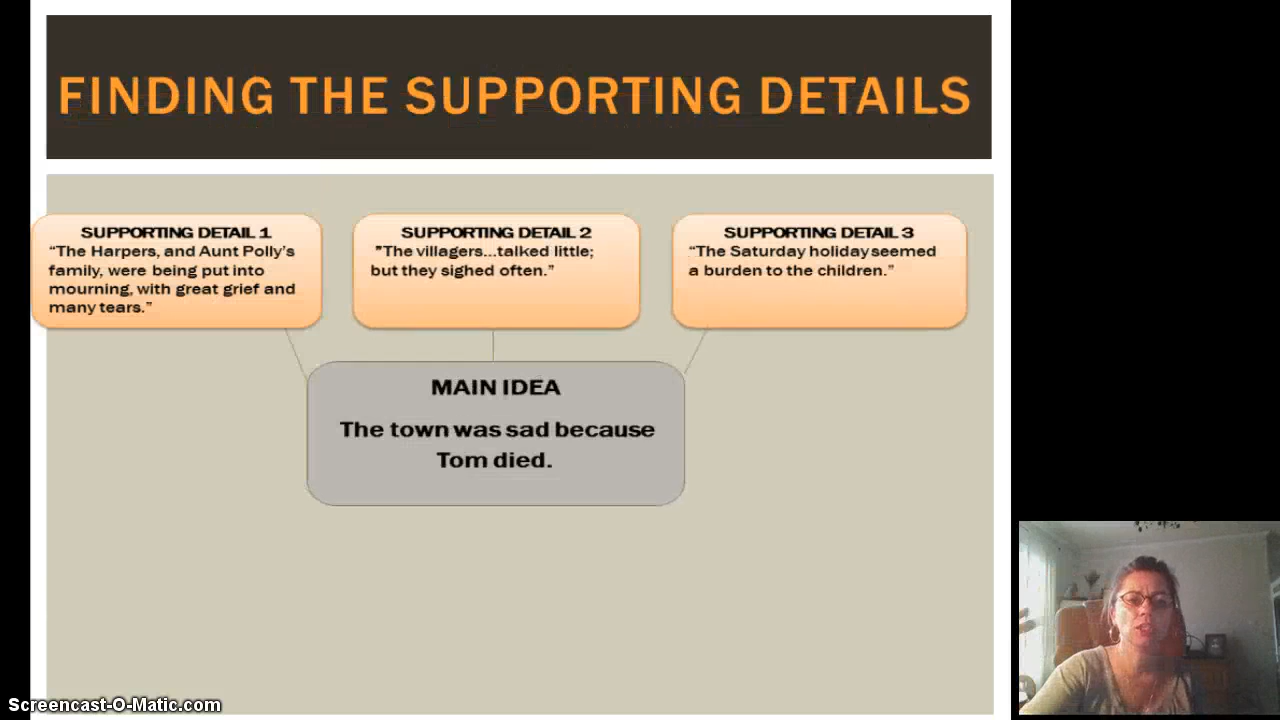 FINDING THE SUPPORTING DETAILS
SUPPORTING DETAIL 1
“The Harpers, and Aunt Polly’s
family, were being put into
mourning, with great grief and
many tears.”
SUPPORTING DETAIL 2
”The villagers...talked little;
but they sighed often.”
SUPPORTING DETAIL 3
“The Saturday holiday seemed
a burden to the children.”
MAIN IDEA
The town was sad because
Tom died.
Screencast-O-Matic.com